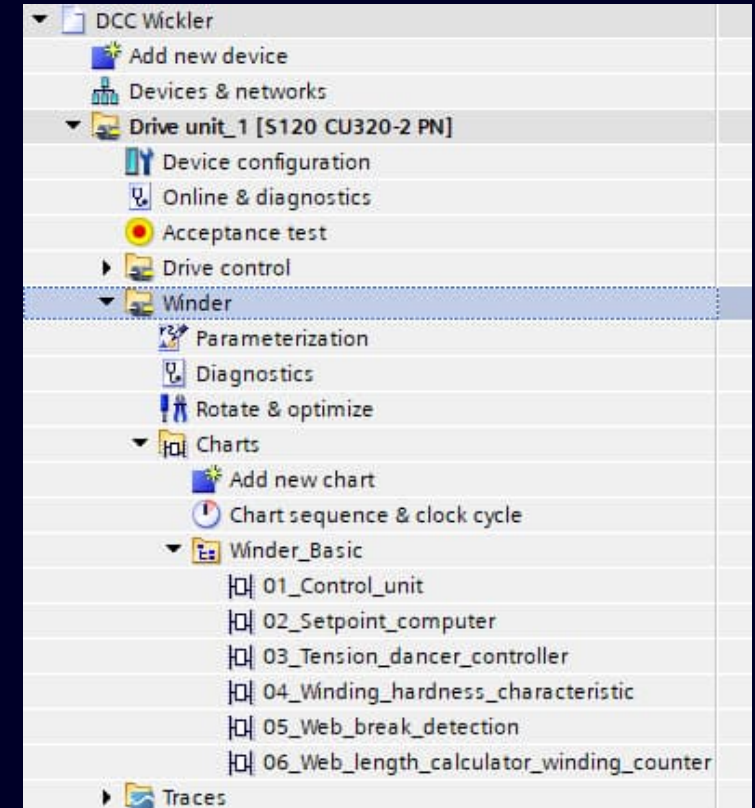 DCC Wickler
Add new device
Devices & networks
Drive unit_1 [S120 CU320-2 PN]
Device configuration
Online & diagnostics
Acceptance test
Drive control
Winder
Parameterization
Diagnostics
Rotate & optimize
Charts
Add new chart
Chart sequence & clock cycle
Winder_Basic
01_Control_unit
02_Setpoint_computer
03_Tension_dancer_controller
04_Winding_hardness_characteristic
05_Web_break_detection
06_Web_length_calculator_winding_counter
Traces